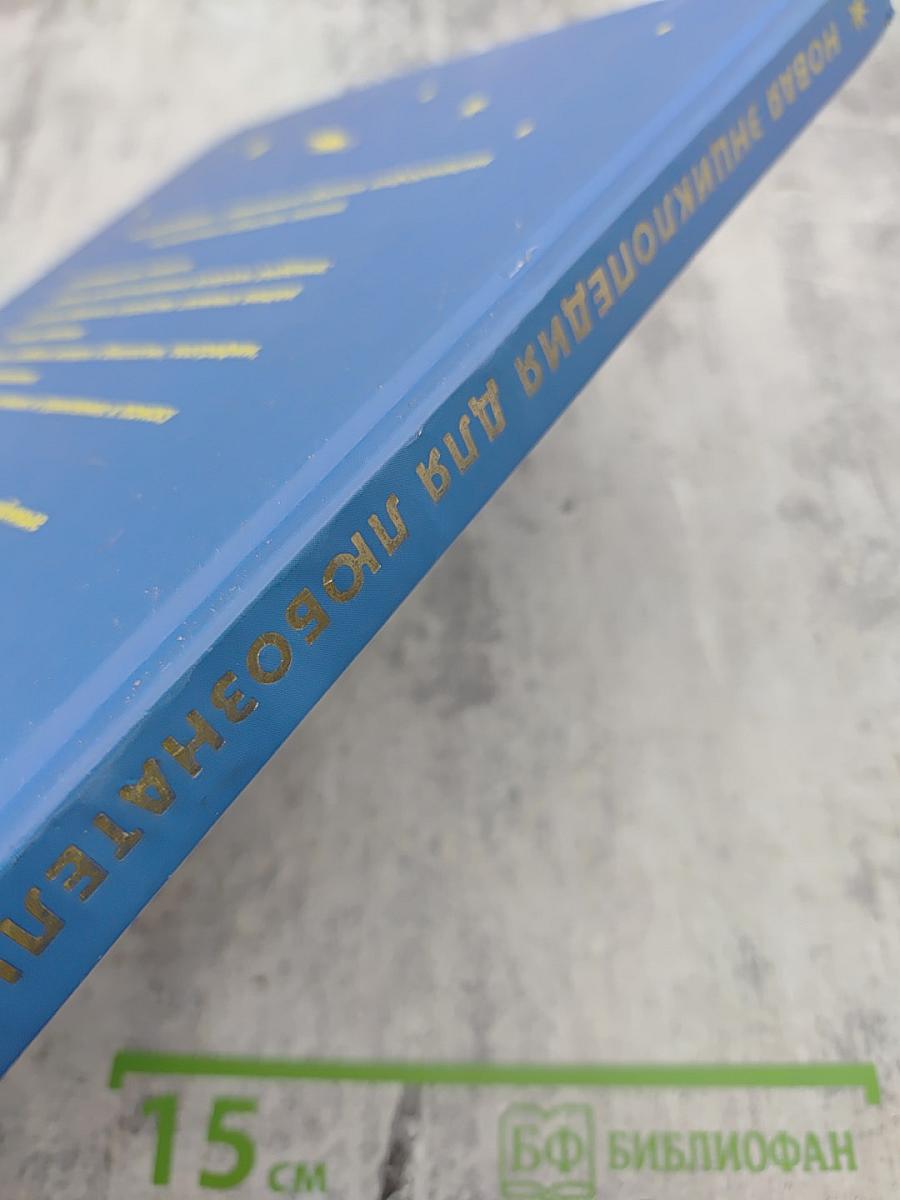 НОВАЯ ЭНЦИКЛОПЕДИЯ ДЛЯ ЛЮБОЗНАТЕЛ
15 см
БФ БИБЛИОФАН